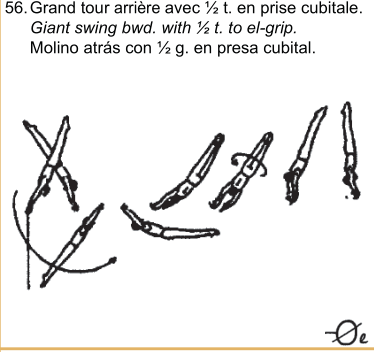 56. Grand tour arrière avec ½ t. en prise cubitale.
Giant swing bwd. with ½ t. to el-grip.
Molino atrás con ½ g. en presa cubital.